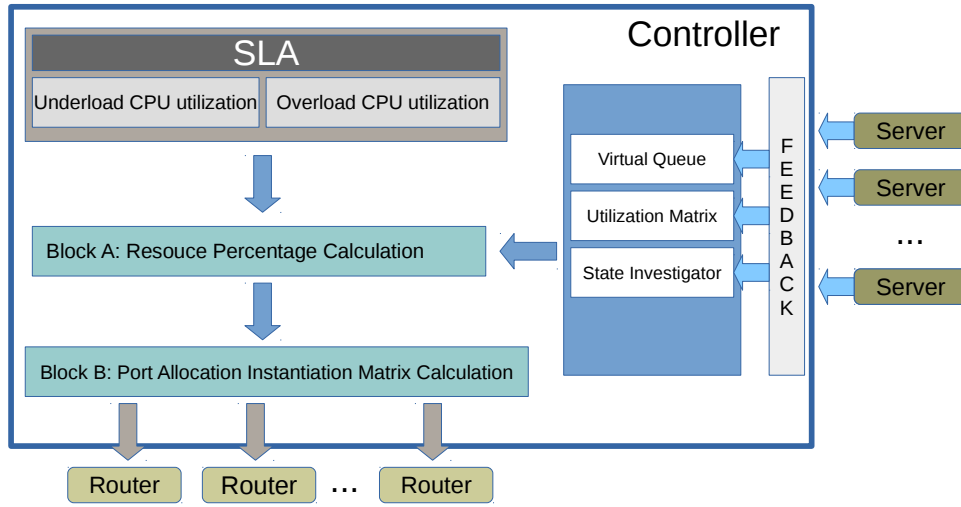 Controller
SLA
Underload CPU utilization
Overload CPU utilization
Virtual Queue
Utilization Matrix
State Investigator
FEEDBACK
Server
Server
...
Server
Block A: Resouce Percentage Calculation
Block B: Port Allocation Instantiation Matrix Calculation
Router
Router
...
Router